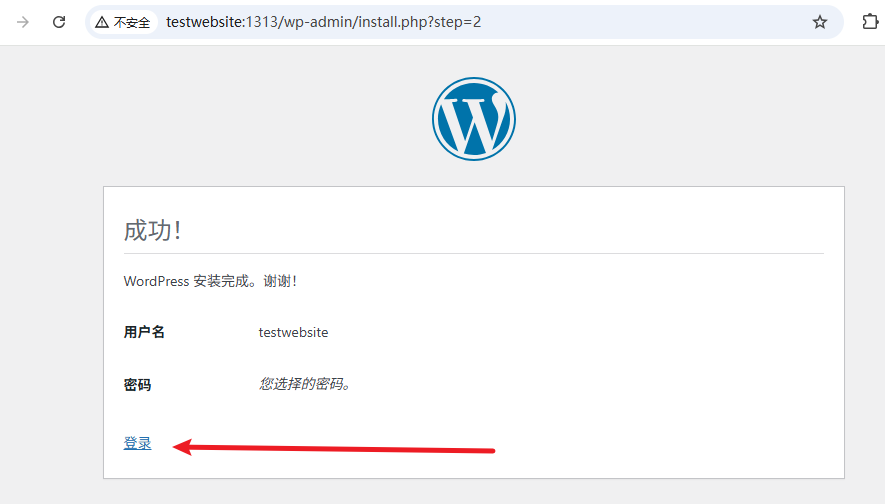 不安全 testwebsite:1313/wp-admin/install.php?step=2
成功！
WordPress 安装完成。谢谢！
用户名 testwebsite
密码 您选择的密码。
登录